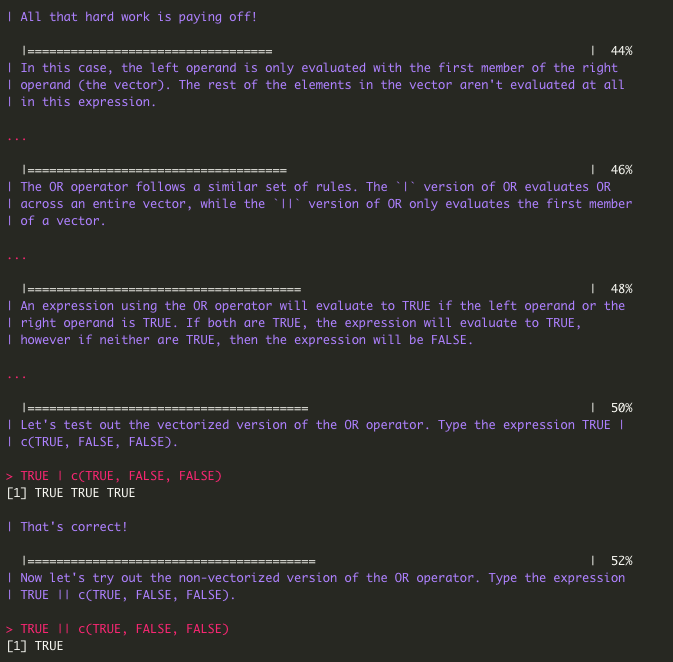 | All that hard work is paying off!
|================================== | 44%
| In this case, the left operand is only evaluated with the first member of the right
| operand (the vector). The rest of the elements in the vector aren't evaluated at all
| in this expression.
...
|==================================== | 46%
| The OR operator follows a similar set of rules. The `|` version of OR evaluates OR
| across an entire vector, while the `||` version of OR only evaluates the first member
| of a vector.
...
|====================================== | 48%
| An expression using the OR operator will evaluate to TRUE if the left operand or the
| right operand is TRUE. If both are TRUE, the expression will evaluate to TRUE,
| however if neither are TRUE, then the expression will be FALSE.
...
|======================================= | 50%
| Let's test out the vectorized version of the OR operator. Type the expression TRUE |
| c(TRUE, FALSE, FALSE).
> TRUE | c(TRUE, FALSE, FALSE)
[1] TRUE TRUE TRUE
| That's correct!
|======================================== | 52%
| Now let's try out the non-vectorized version of the OR operator. Type the expression
| TRUE || c(TRUE, FALSE, FALSE).
> TRUE || c(TRUE, FALSE, FALSE)
[1] TRUE